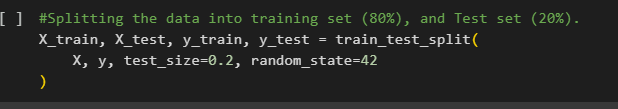 [ ] #Splitting the data into training set (80%), and Test set (20%).
X_train, X_test, y_train, y_test = train_test_split(
    X, y, test_size=0.2, random_state=42
)